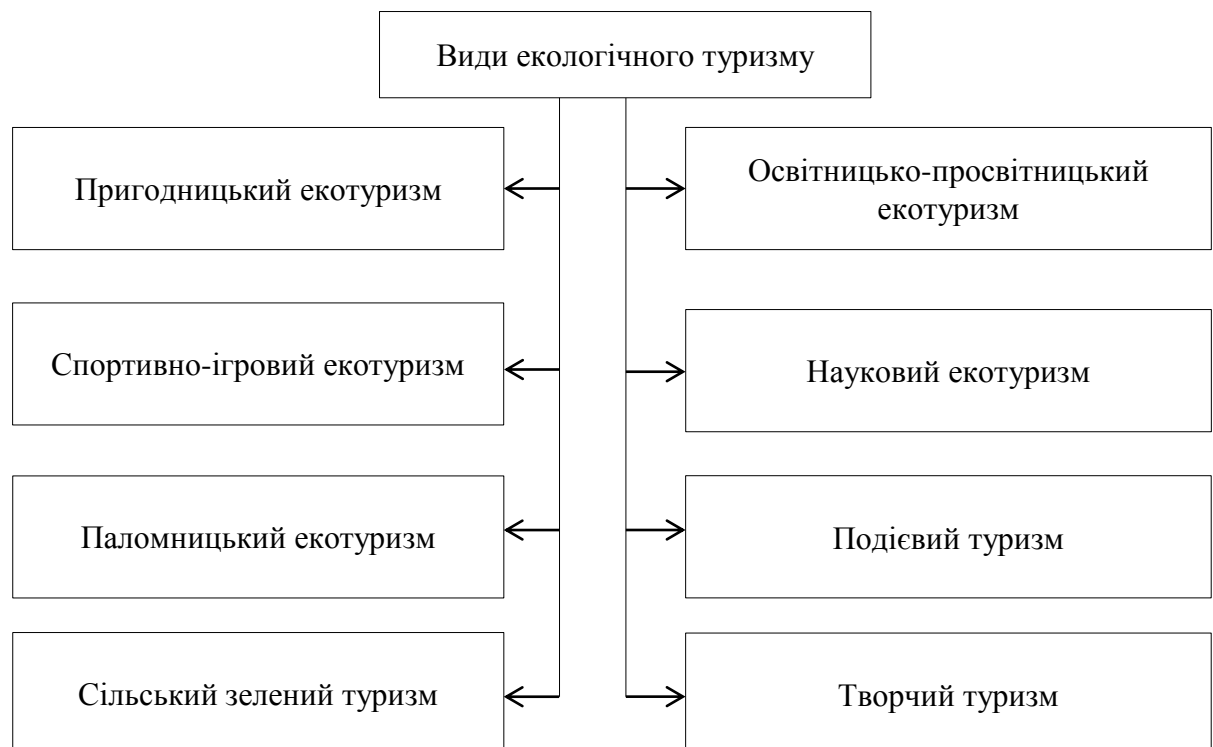 Види екологічного туризму
Пригодницький екотуризм
Освітницько-просвітницький
екотуризм
Спортивно-ігровий екотуризм
Науковий екотуризм
Паломницький екотуризм
Подієвий туризм
Сільський зелений туризм
Творчий туризм